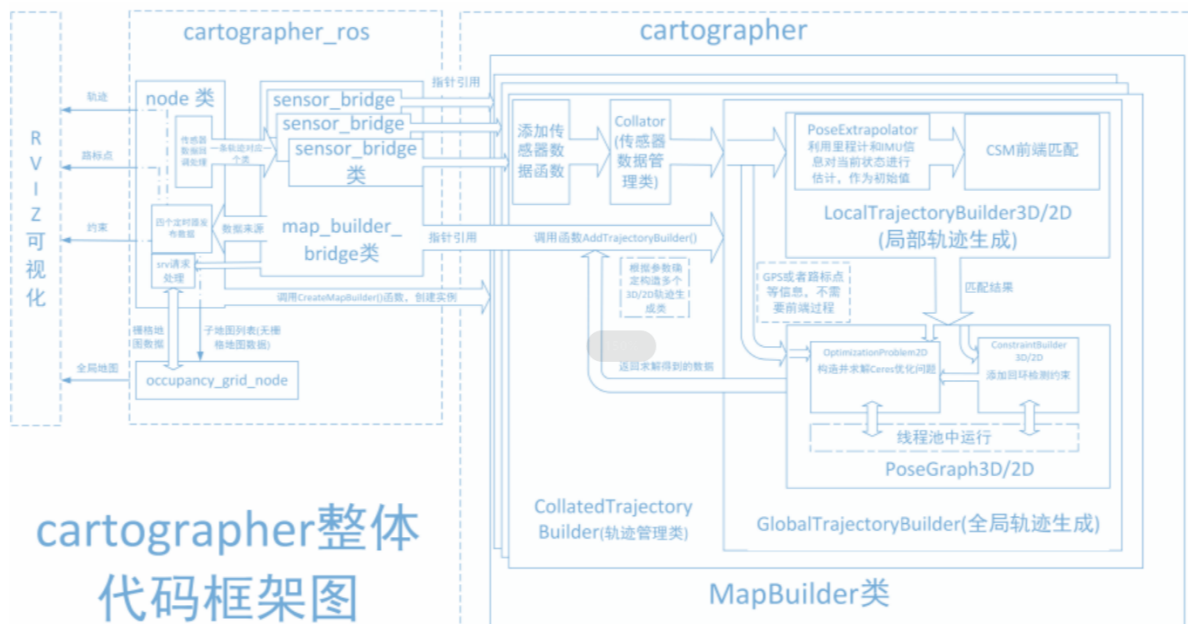 cartographer_ros
cartographer
R
V
I
Z
可
视
化
轨迹
路标点
约束
全局地图
node 类
传感器
数据回
调处理
一条轨迹对应
一个类
sensor_bridge
sensor_bridge
sensor_bridge
类
指针引用
四个定时器发
布数据
数据来源
map_builder_
bridge类
指针引用
srv请求
处理
调用CreateMapBuilder()函数，创建实例
栅格地
图数据
子地图列表(无栅
格地图数据)
occupancy_grid_node
添加传
感器数
据函数
Collator
(传感器
数据管
理类)
PoseExtrapolator
利用里程计和IMU信
息对当前状态进行
估计，作为初始值
CSM前端匹配
LocalTrajectoryBuilder3D/2D
(局部轨迹生成)
调用函数AddTrajectoryBuilder()
根据参数确
定构造多个
3D/2D轨迹生
成类
GPS或者路标点
等信息，不需
要前端过程
匹配结果
返回求解得到的数据
OptimizationProblem2D
构造并求解Ceres优化问题
ConstraintBuilder
3D/2D
添加回环检测约束
线程池中运行
PoseGraph3D/2D
CollatedTrajectory
Builder(轨迹管理类)
GlobalTrajectoryBuilder(全局轨迹生成)
MapBuilder类
cartographer整体
代码框架图